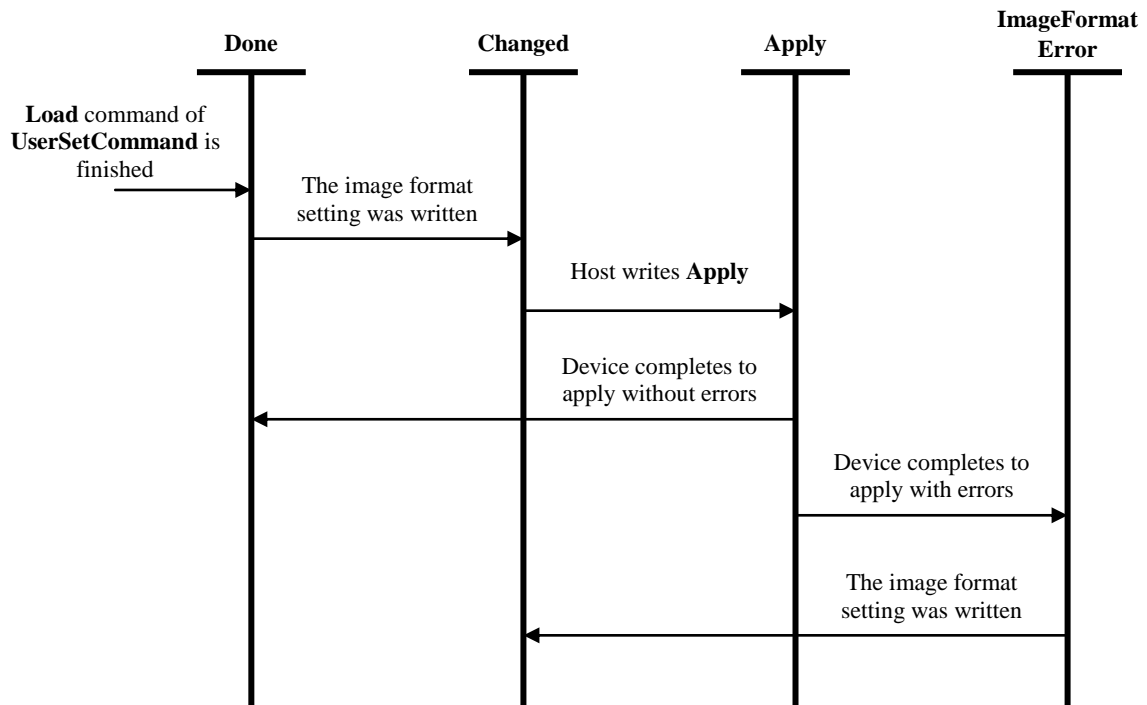 Done
Changed
Apply
ImageFormat
Error
Load command of
UserSetCommand is
finished
The image format
setting was written
Host writes Apply
Device completes to
apply without errors
Device completes to
apply with errors
The image format
setting was written